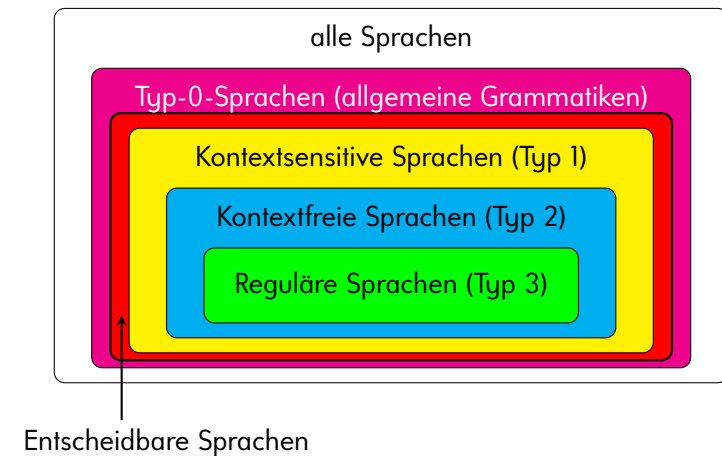 alle Sprachen
Typ-0-Sprachen (allgemeine Grammatiken)
Kontextsensitive Sprachen (Typ 1)
Kontextfreie Sprachen (Typ 2)
Reguläre Sprachen (Typ 3)
Entscheidbare Sprachen